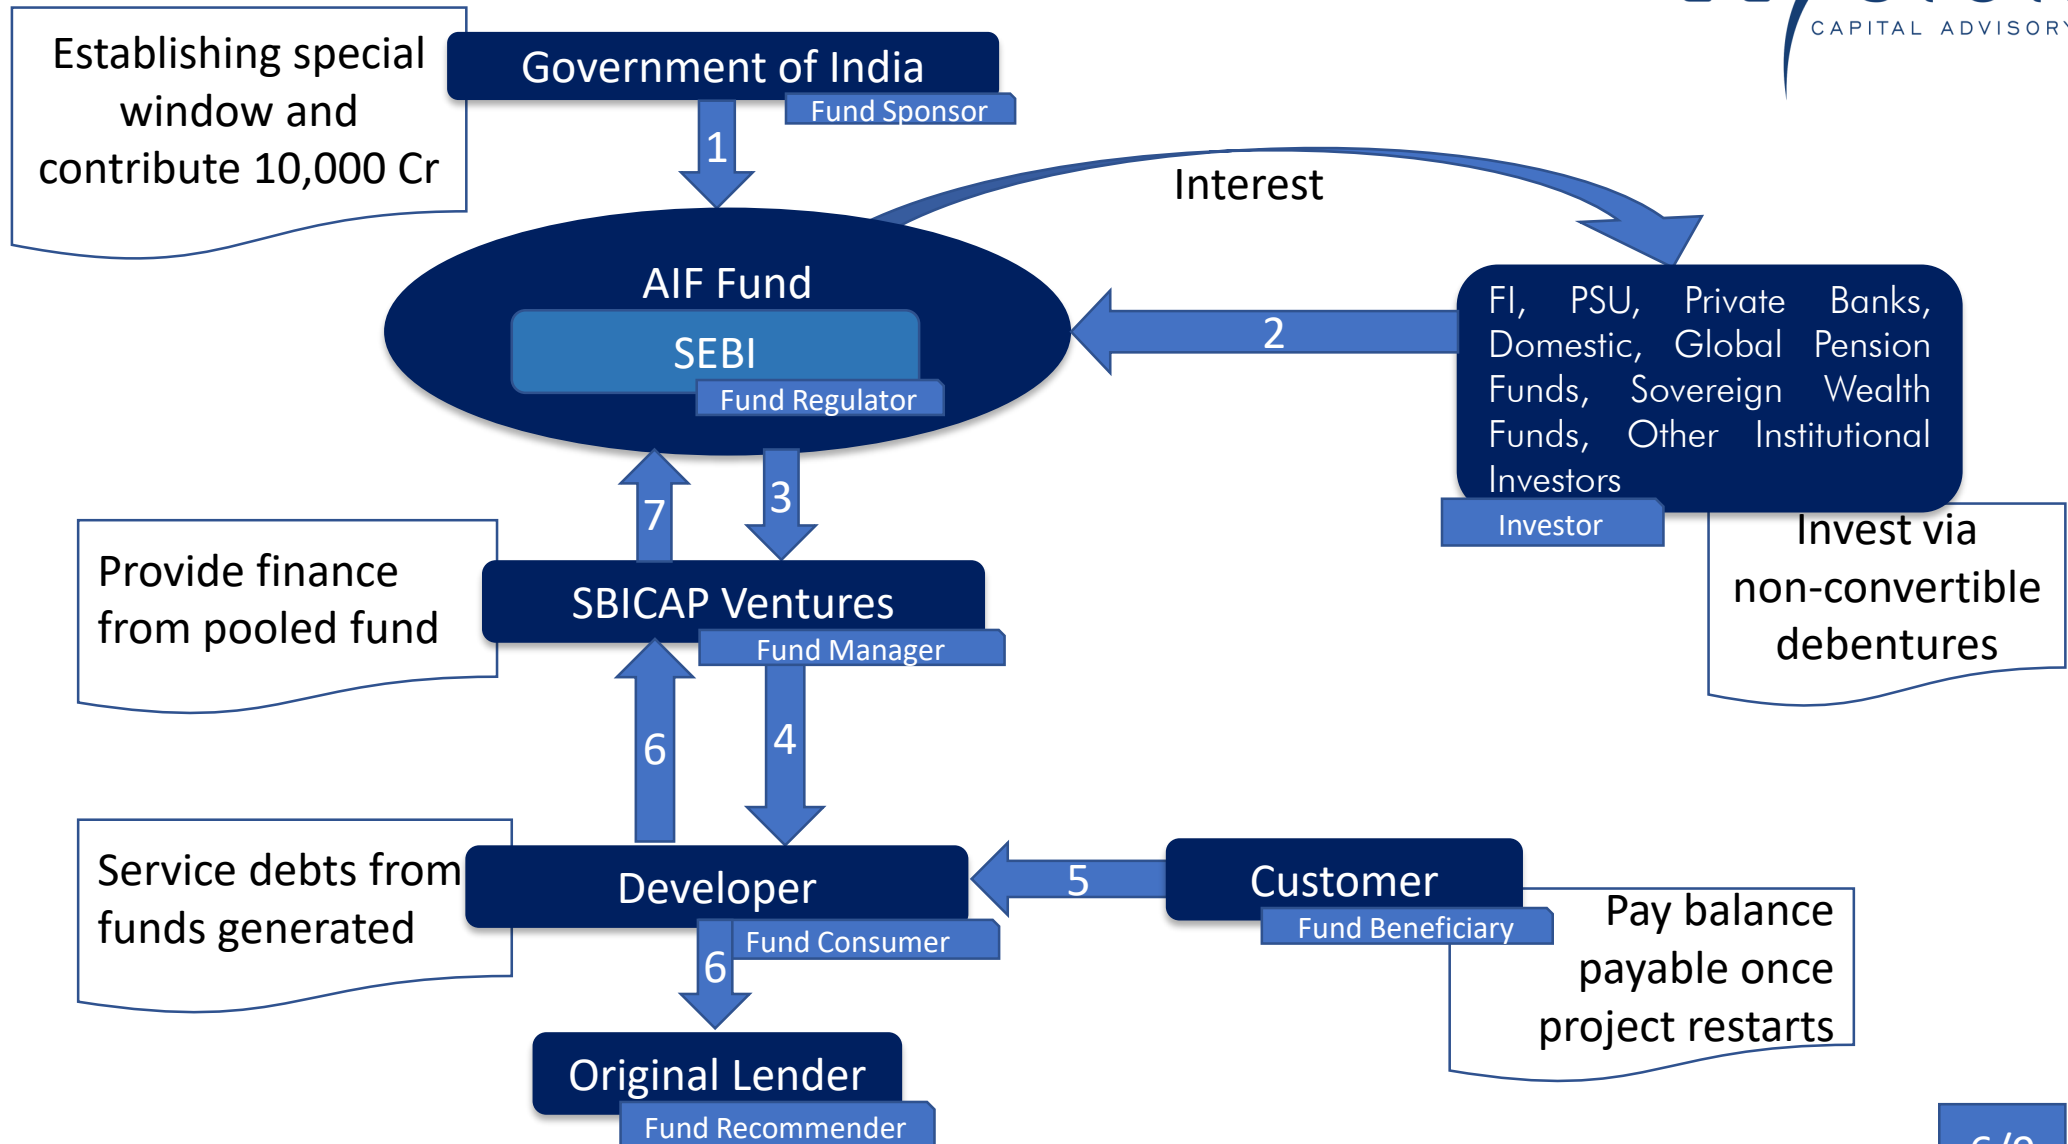 CAPITAL ADVISORY
Establishing special
window and
contribute 10,000 Cr
Government of India
Fund Sponsor
1
Interest
AIF Fund
SEBI
Fund Regulator
2
FI, PSU, Private Banks,
Domestic, Global Pension
Funds, Sovereign Wealth
Funds, Other Institutional
Investors
Investor
Invest via
non-convertible
debentures
7
3
Provide finance
from pooled fund
SBICAP Ventures
Fund Manager
6
4
Service debts from
funds generated
Developer
Fund Consumer
5
Customer
Fund Beneficiary
Pay balance
payable once
project restarts
6
Original Lender
Fund Recommender